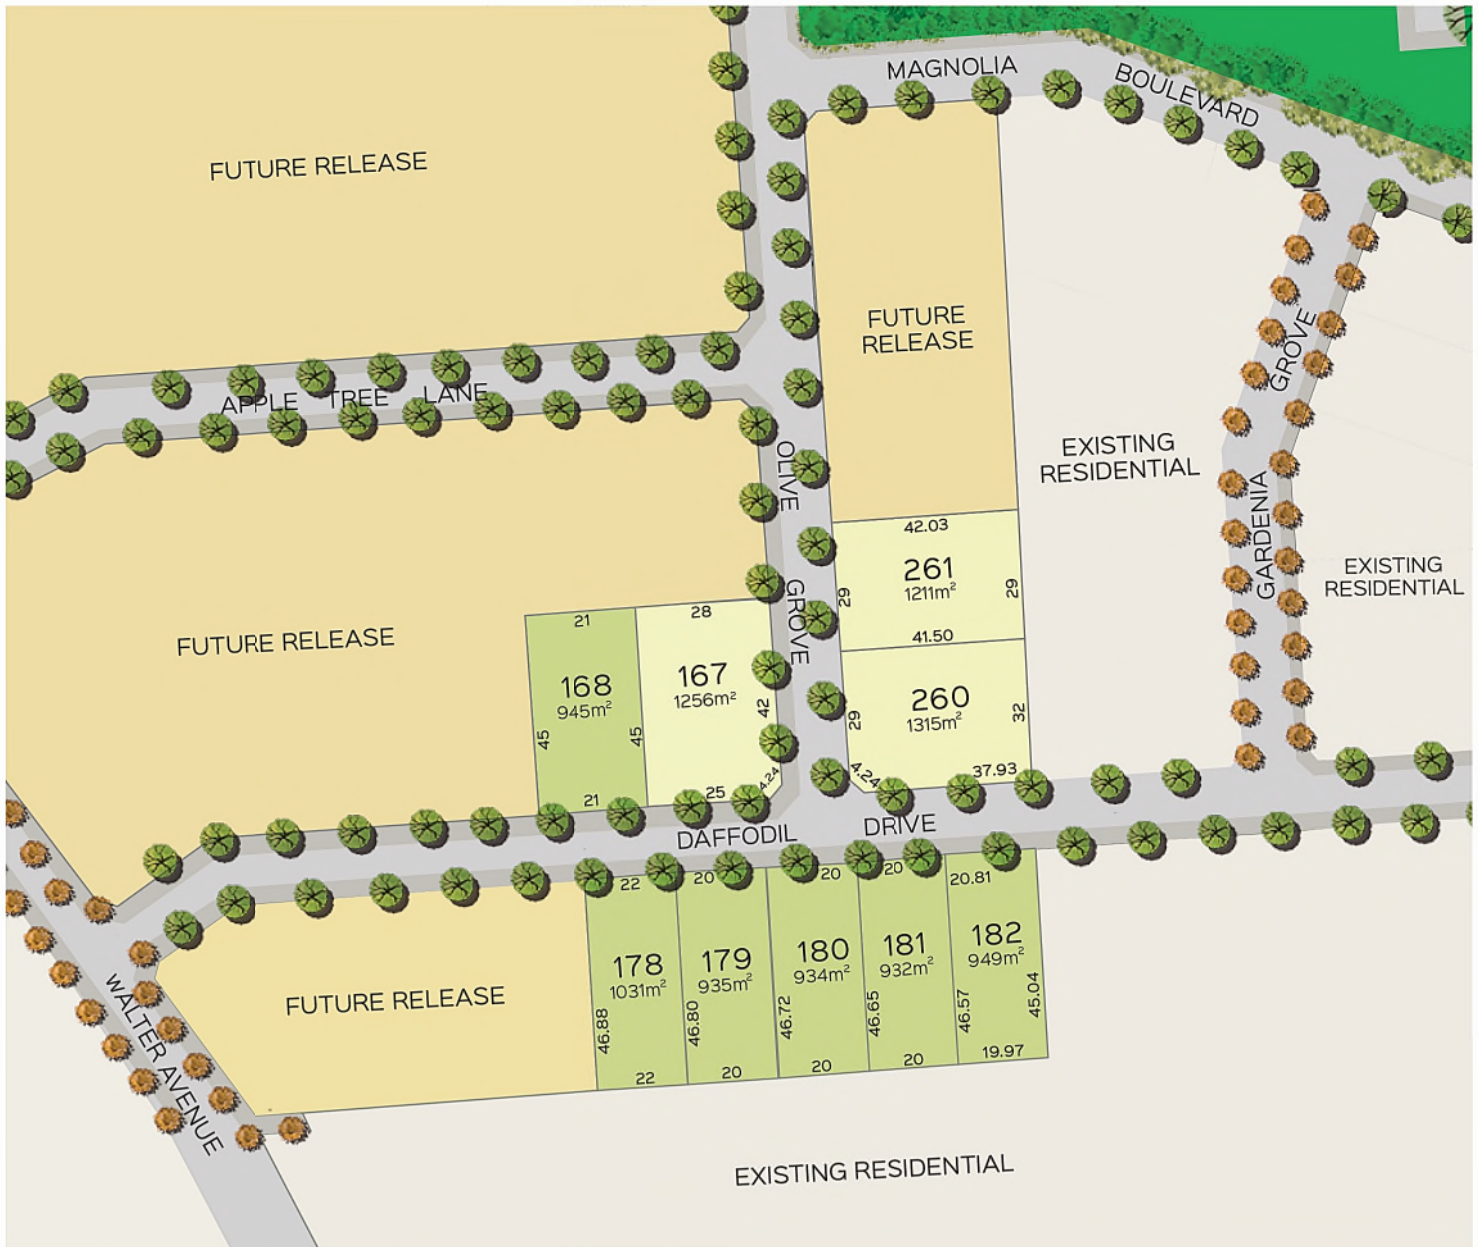 MAGNOLIA
BOULEVARD
FUTURE RELEASE
FUTURE
RELEASE
GROVE
APPLE TREE LANE
EXISTING
RESIDENTIAL
OLIVE
GARDENIA
42.03
261
1211m²
29
29
EXISTING
RESIDENTIAL
GROVE
21
28
FUTURE RELEASE
41.50
168
945m²
167
1256m²
260
1315m²
45
45
42
29
32
4.24
4.24
37.93
21
25
DAFFODIL DRIVE
22
20
20
20
20.81
178
1031m²
179
935m²
180
934m²
181
932m²
182
949m²
FUTURE RELEASE
WALTER AVENUE
46.88
46.80
46.72
46.65
46.57
45.04
22
20
20
20
19.97
EXISTING RESIDENTIAL